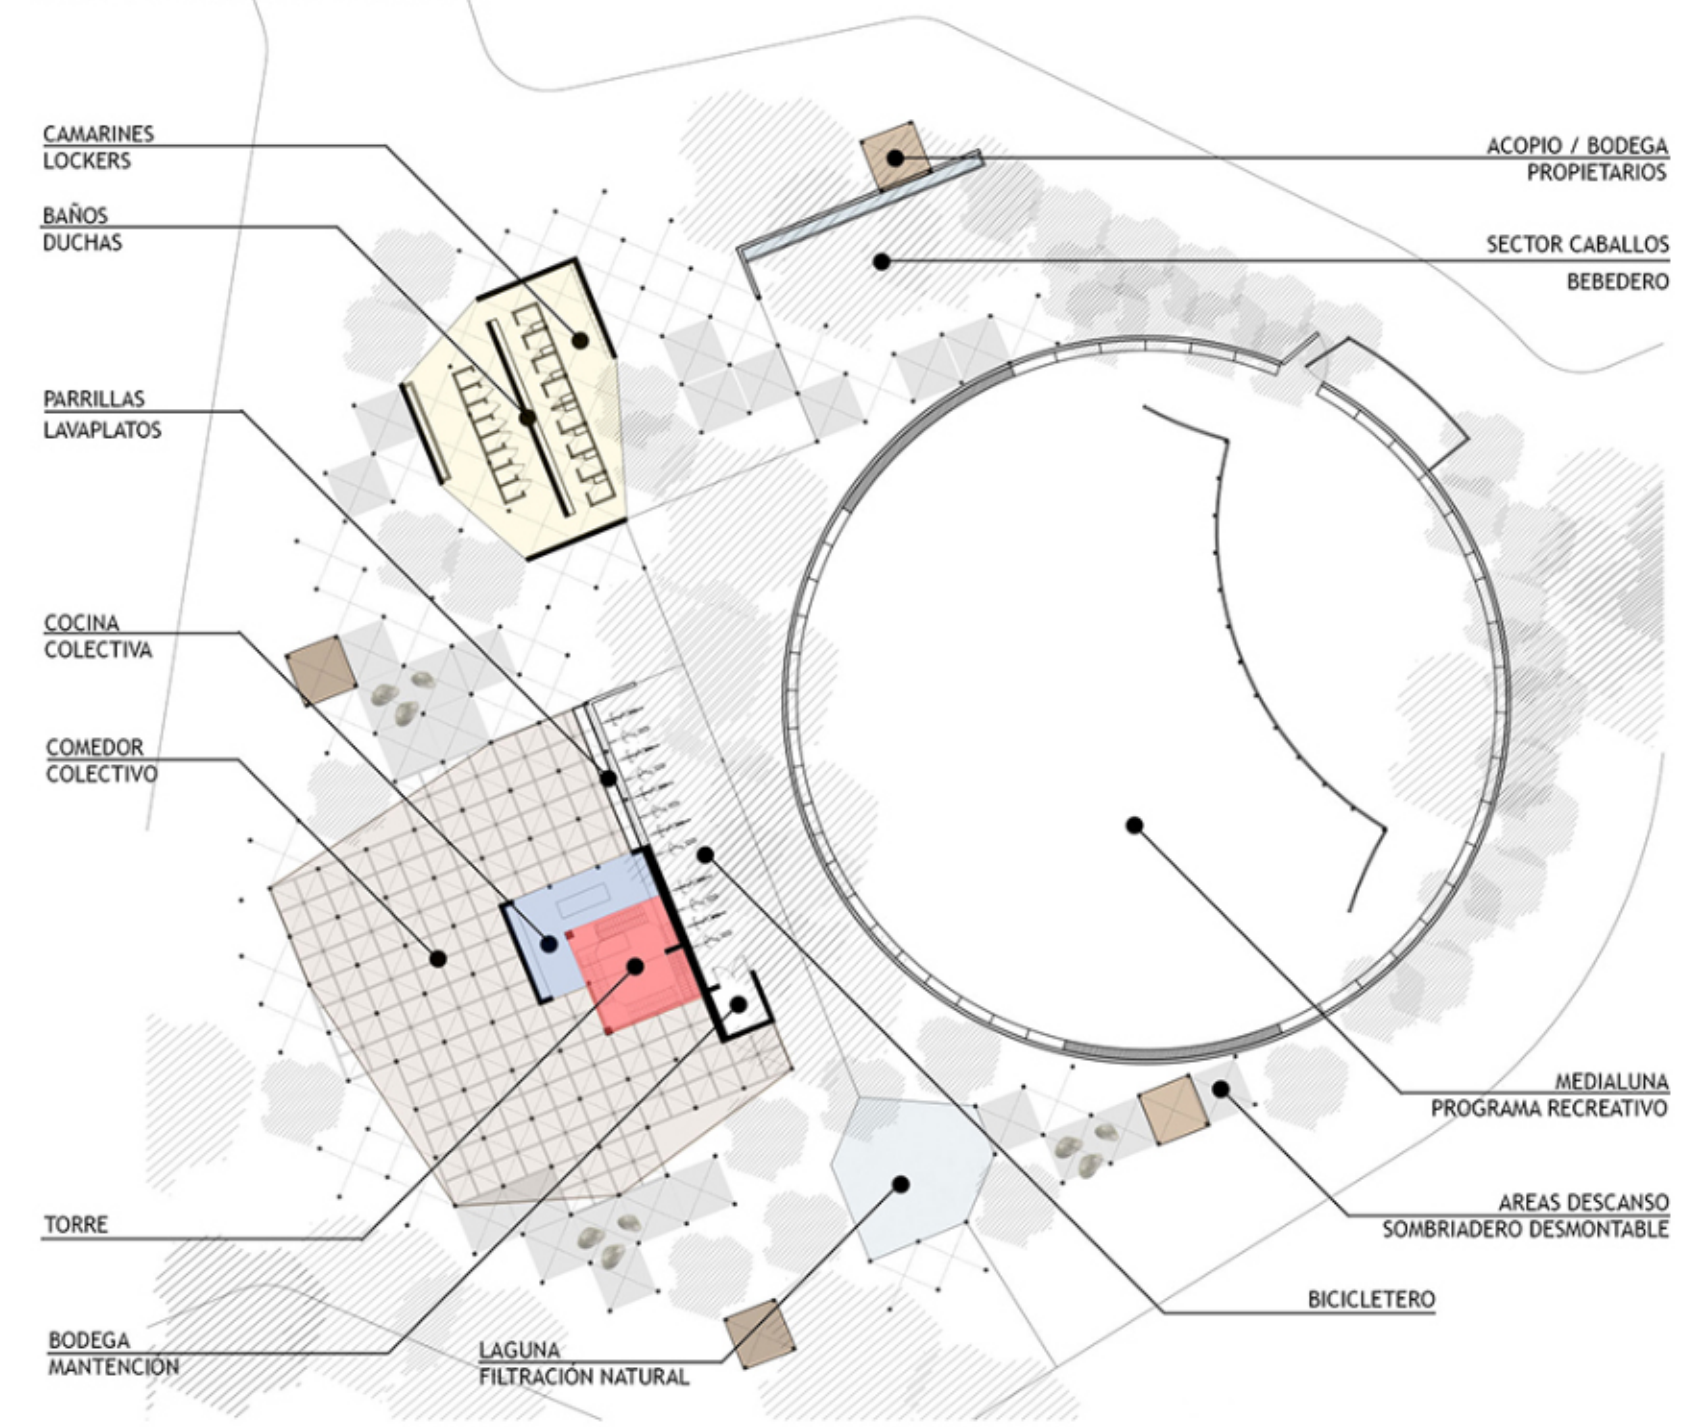 CAMARINES
LOCKERS
BAÑOS
DUCHAS
PARRILLAS
LAVAPLATOS
COCINA
COLECTIVA
COMEDOR
COLECTIVO
TORRE
BODEGA
MANTENCIÓN
LAGUNA
FILTRACIÓN NATURAL
ACOPIO / BODEGA
PROPIETARIOS
SECTOR CABALLOS
BEBEDERO
MEDIALUNA
PROGRAMA RECREATIVO
AREAS DESCANSO
SOMBRIADERO DESMONTABLE
BICICLETERO